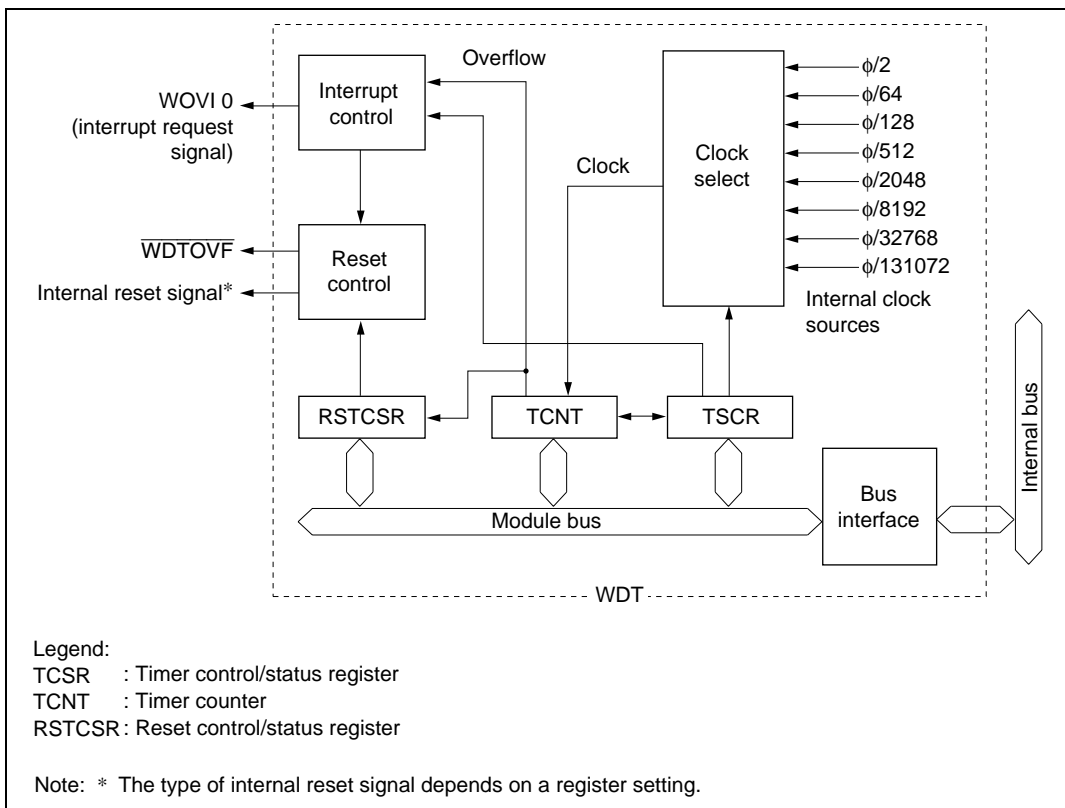 Overflow
Interrupt
control
WOVI 0
(interrupt request
signal)
Clock
Clock
select
ϕ/2
ϕ/64
ϕ/128
ϕ/512
ϕ/2048
ϕ/8192
ϕ/32768
ϕ/131072
Internal clock
sources
WDTOVF
Internal reset signal*
Reset
control
RSTCSR
TCNT
TSCR
Module bus
Bus
interface
Internal bus
WDT
Legend:
TCSR : Timer control/status register
TCNT : Timer counter
RSTCSR : Reset control/status register
Note: * The type of internal reset signal depends on a register setting.